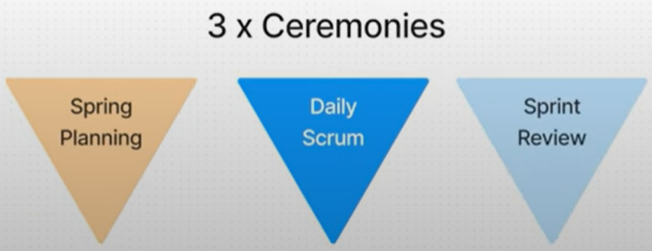 3 x Ceremonies
Spring
Planning
Daily
Scrum
Sprint
Review